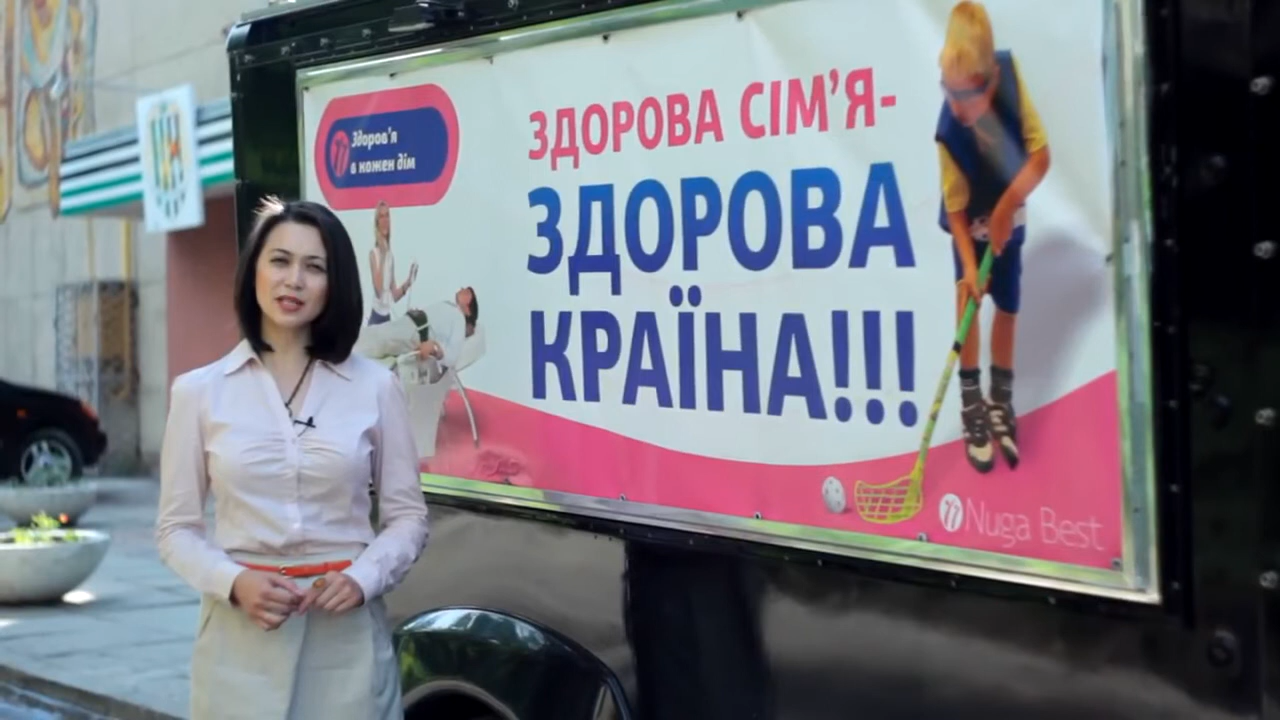 Здоров'я
в кожен дім
ЗДОРОВА СІМ'Я-
ЗДОРОВА
КРАЇНА!!!
Nuga Best